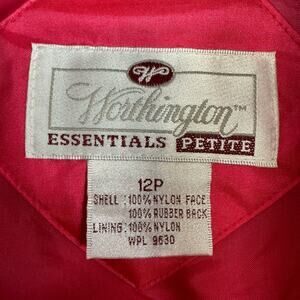 W
Worthington™
ESSENTIALS PETITE
12P
SHELL: 100% NYLON FACE
100% RUBBER BACK
LINING: 100% NYLON
WPL 9630